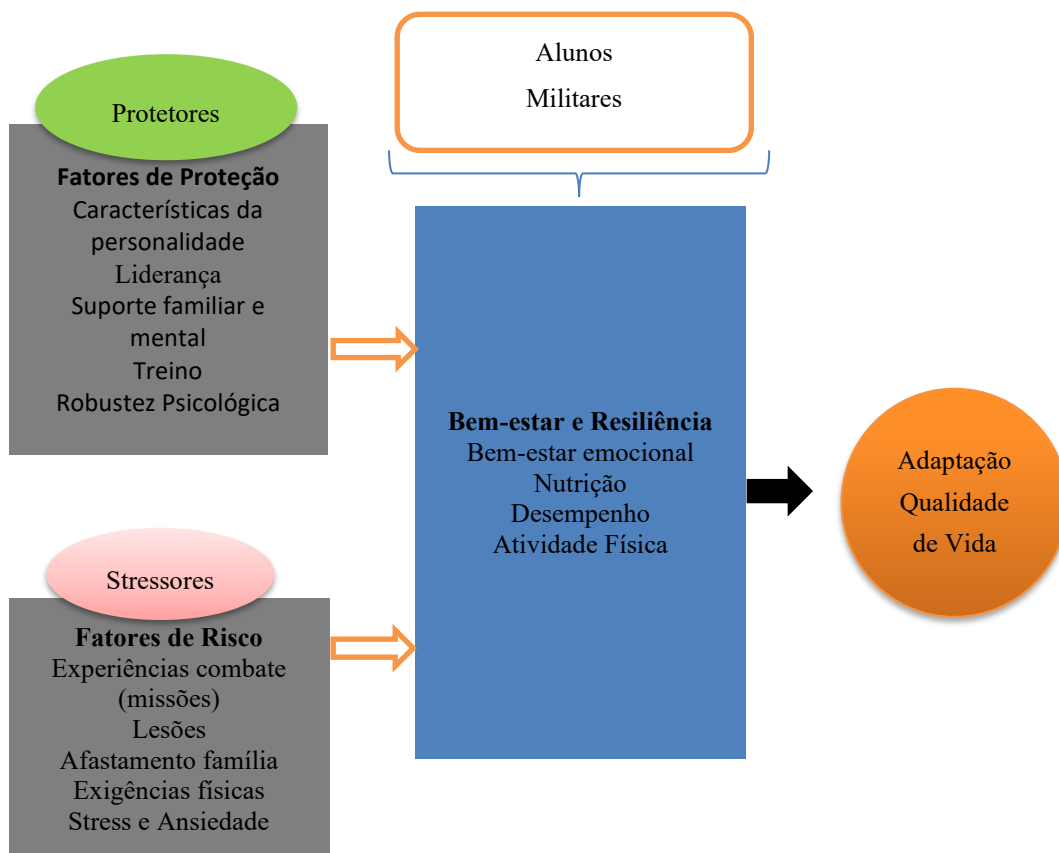 Alunos
Militares
Protetores
Fatores de Proteção
Características da
personalidade
Liderança
Suporte familiar e
mental
Treino
Robustez Psicológica
Bem-estar e Resiliência
Bem-estar emocional
Nutrição
Desempenho
Atividade Física
Adaptação
Qualidade
de Vida
Stressores
Fatores de Risco
Experiências combate
(missões)
Lesões
Afastamento família
Exigências físicas
Stress e Ansiedade